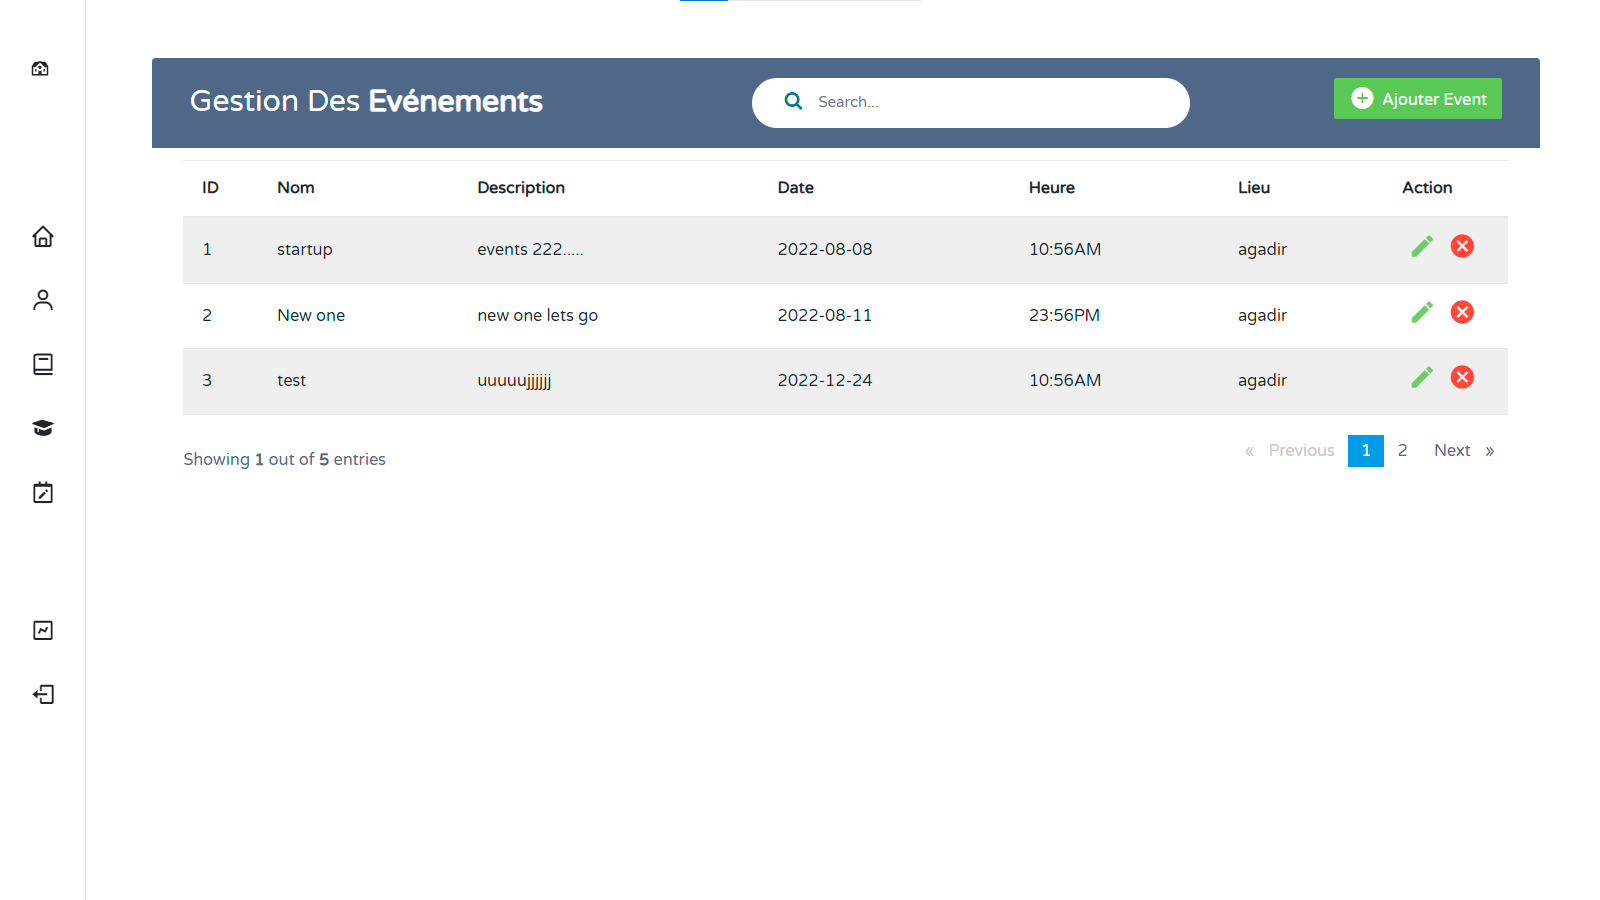 Gestion Des Evénements
Search...
Ajouter Event
ID Nom Description Date Heure Lieu Action
1 startup events 222..... 2022-08-08 10:56AM agadir
2 New one new one lets go 2022-08-11 23:56PM agadir
3 test uuuuujjjjjj 2022-12-24 10:56AM agadir
Showing 1 out of 5 entries
« Previous 1 2 Next »